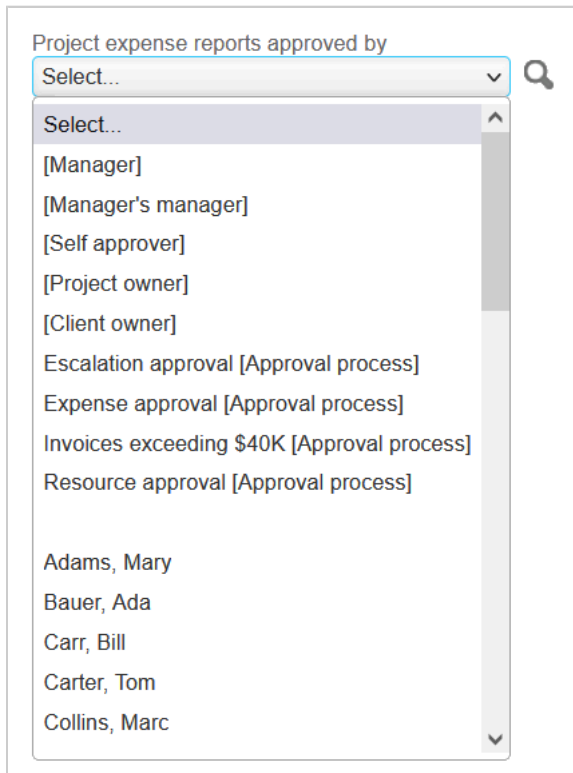 Project expense reports approved by
Select...
Select...
[Manager]
[Manager's manager]
[Self approver]
[Project owner]
[Client owner]
Escalation approval [Approval process]
Expense approval [Approval process]
Invoices exceeding $40K [Approval process]
Resource approval [Approval process]
Adams, Mary
Bauer, Ada
Carr, Bill
Carter, Tom
Collins, Marc